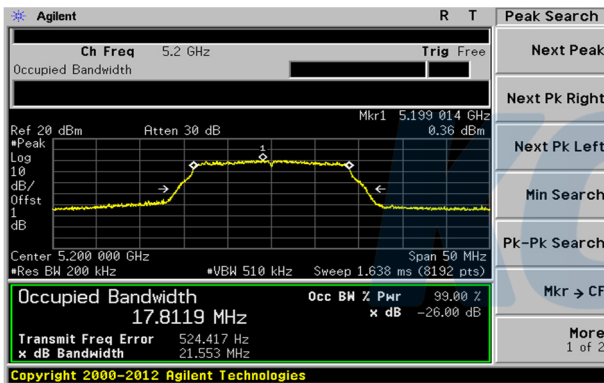 Agilent R T
Peak Search
Ch Freq 5.2 GHz Trig Free
Occupied Bandwidth
Next Peak
Next Pk Right
Next Pk Left
Min Search
Pk-Pk Search
Mkr → CF
More
1 of 2
Mkr1 5.199 014 GHz
Ref 20 dBm Atten 30 dB 0.36 dBm
#Peak
Log
10
dB/
Offst
1
dB
1
Center 5.200 000 GHz Span 50 MHz
#Res BW 200 kHz #VBW 510 kHz Sweep 1.638 ms (8192 pts)
Occupied Bandwidth Occ BW % Pwr 99.00 %
17.8119 MHz x dB -26.00 dB
Transmit Freq Error 524.417 Hz
x dB Bandwidth 21.553 MHz
Copyright 2000-2012 Agilent Technologies